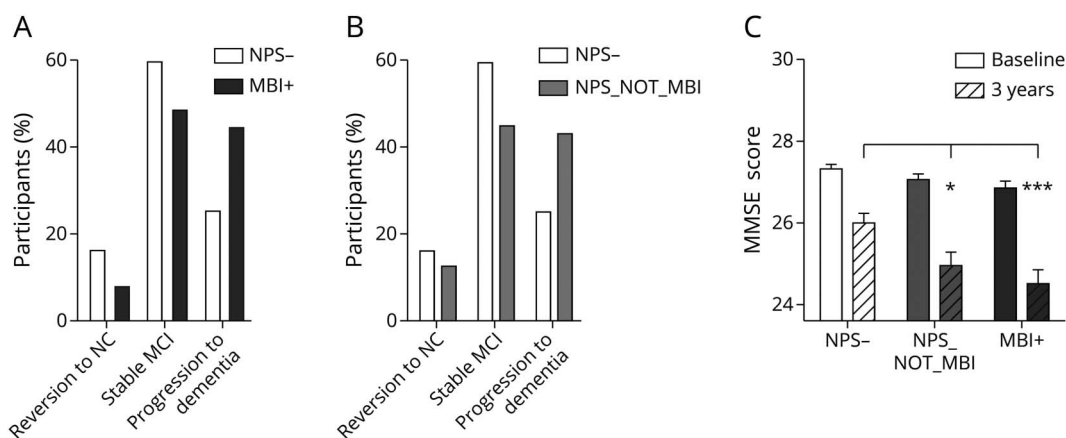 A
NPS–
MBI+
Participants (%)
60
40
20
0
Reversion to NC
Stable MCI
Progression to
dementia
B
NPS–
NPS_NOT_MBI
Participants (%)
60
40
20
0
Reversion to NC
Stable MCI
Progression to
dementia
C
Baseline
3 years
MMSE score
30
28
26
24
*
***
NPS–
NPS_
NOT_MBI
MBI+